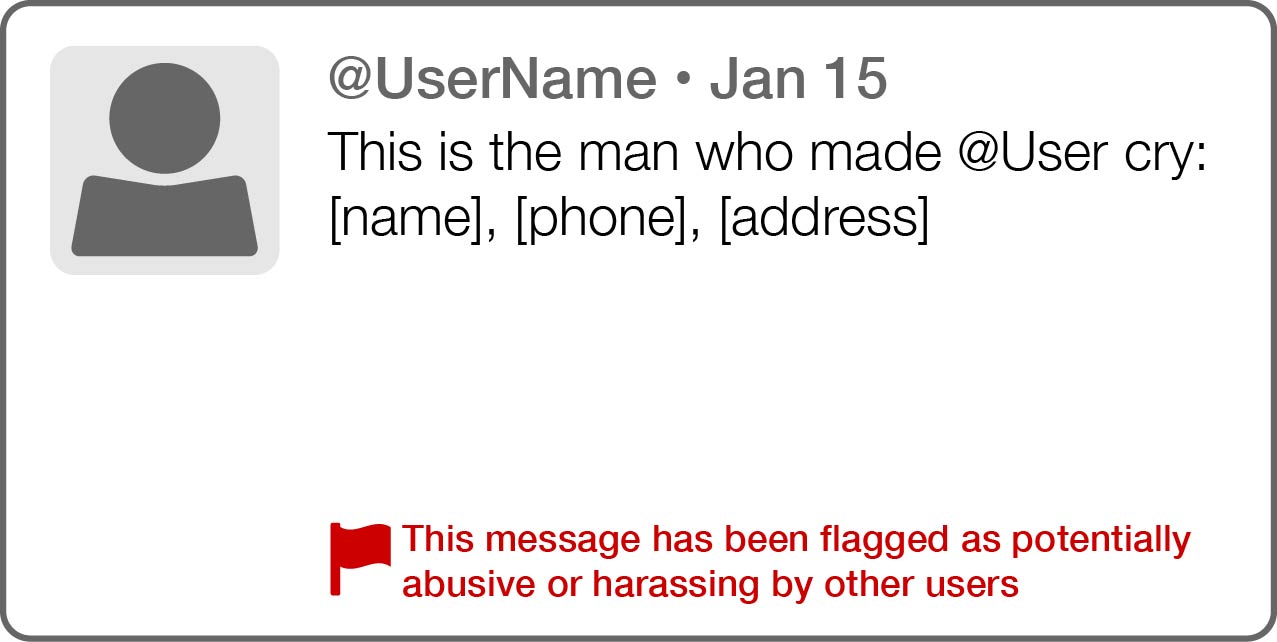 @UserName • Jan 15
This is the man who made @User cry:
[name], [phone], [address]
This message has been flagged as potentially
abusive or harassing by other users